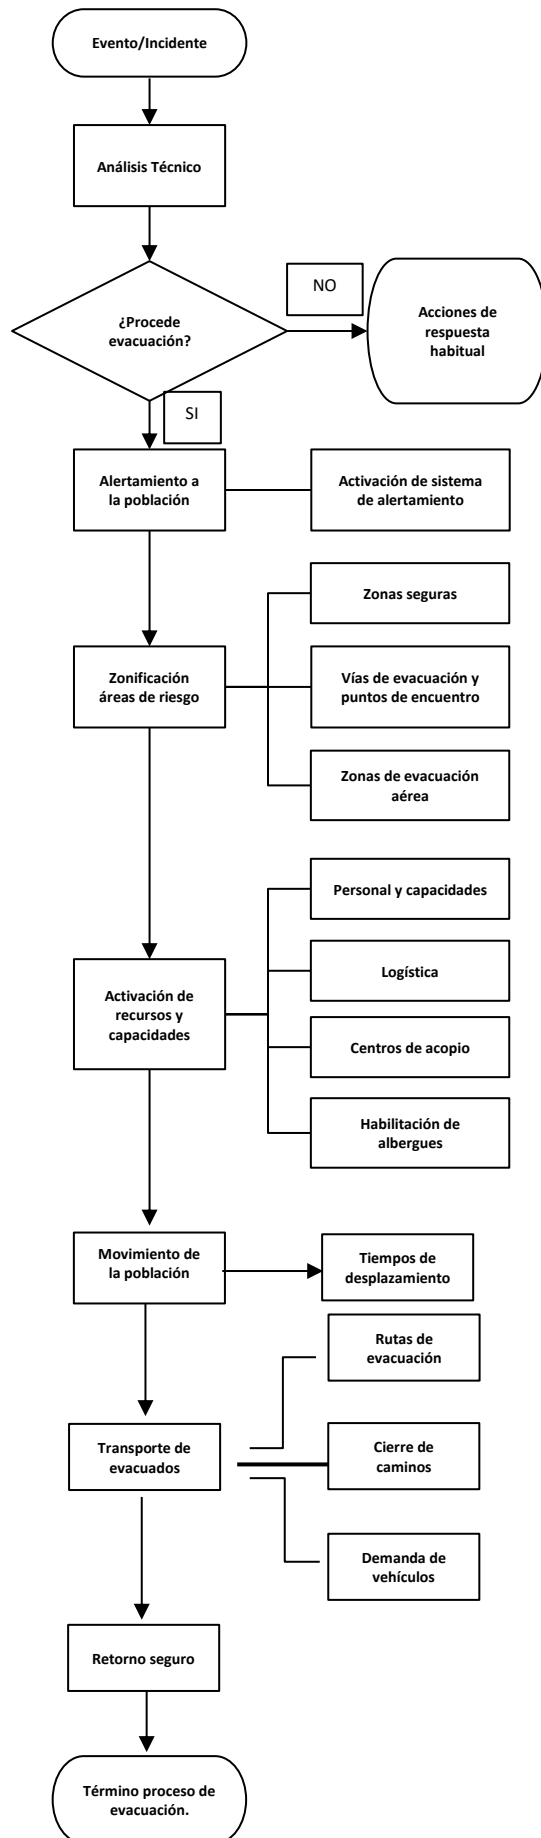 Evento/Incidente
Análisis Técnico
¿Procede
evacuación?
NO
Acciones de
respuesta
habitual
SI
Alertamiento a
la población
Activación de sistema
de alertamiento
Zonas seguras
Zonificación
áreas de riesgo
Vías de evacuación y
puntos de encuentro
Zonas de evacuación
aérea
Personal y capacidades
Activación de
recursos y
capacidades
Logística
Centros de acopio
Habilitación de
albergues
Movimiento de
la población
Tiempos de
desplazamiento
Rutas de
evacuación
Transporte de
evacuados
Cierre de
caminos
Demanda de
vehículos
Retorno seguro
Término proceso de
evacuación.